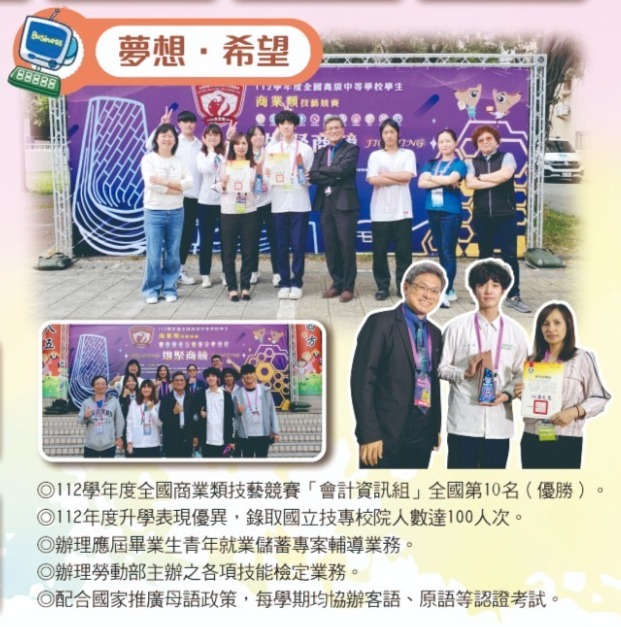 Business
夢想・希望
112學年度全國高級中等學校學生
商業類技藝競賽
炮聚商競
◎112學年度全國商業類技藝競賽「會計資訊組」全國第10名（優勝）。
◎112年度升學表現優異，錄取國立技專校院人數達100人次。
◎辦理應屆畢業生青年就業儲蓄專案輔導業務。
◎辦理勞動部主辦之各項技能檢定業務。
◎配合國家推廣母語政策，每學期均協辦客語、原語等認證考試。